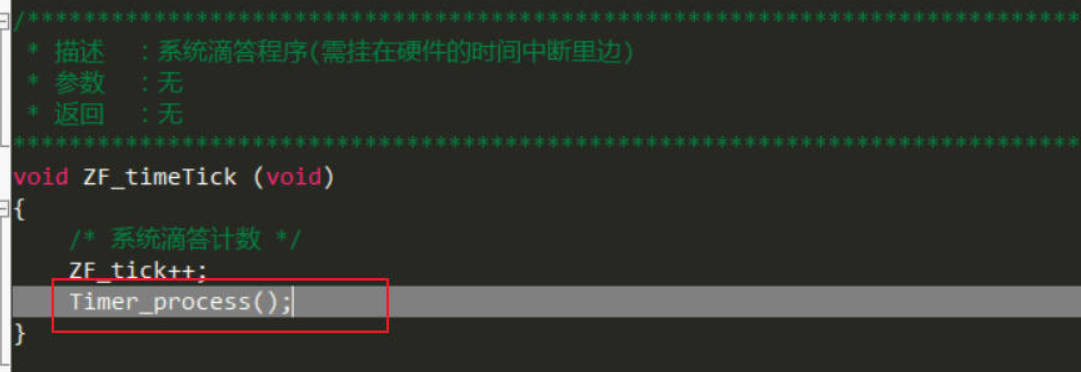 /****************************************************************************
* 描述 ：系统滴答程序(需挂在硬件的时间中断里边)
* 参数 ：无
* 返回 ：无
*****************************************************************************
void ZF_timeTick (void)
{
/* 系统滴答计数 */
ZF_tick++;
Timer_process();
}